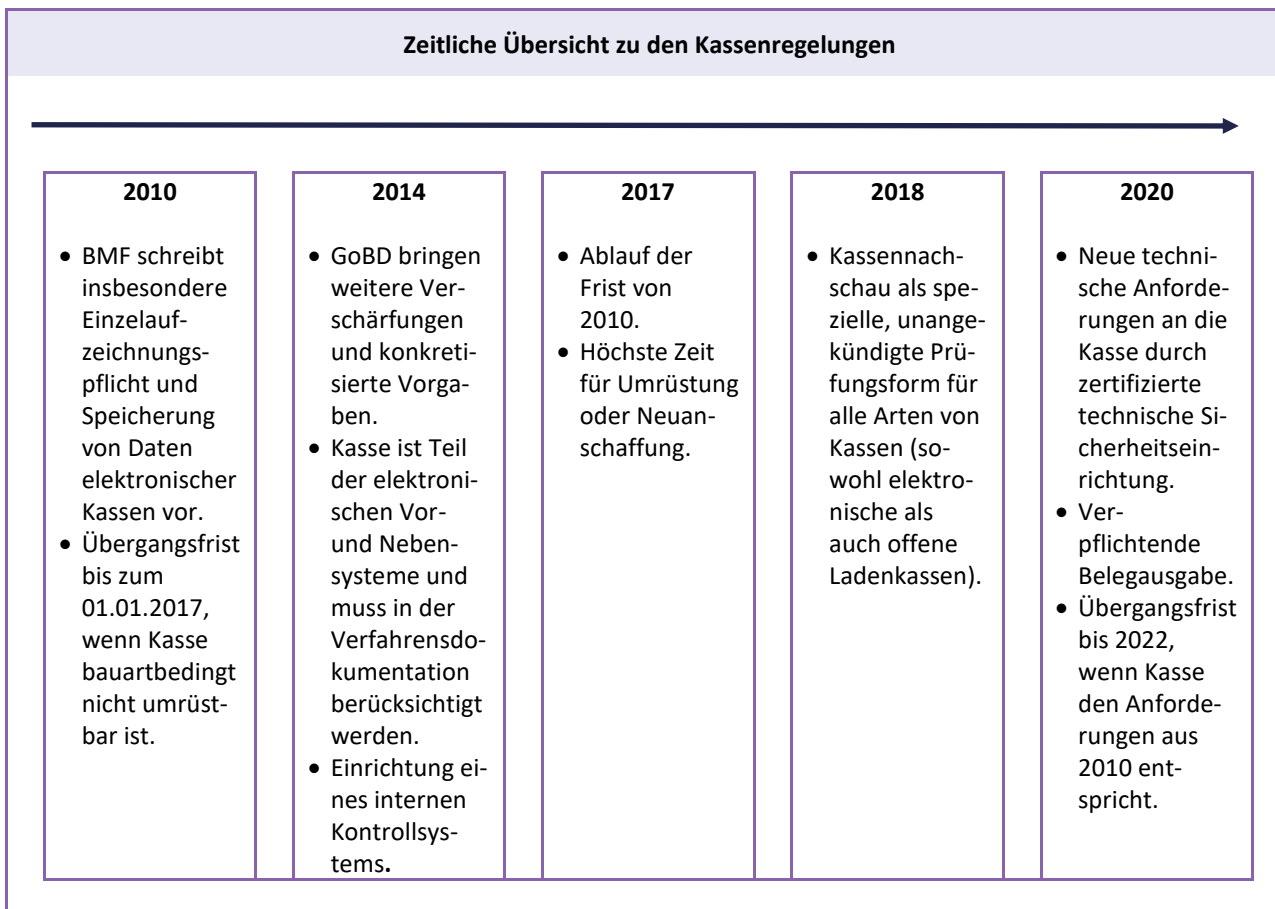 Zeitliche Übersicht zu den Kassenregelungen
2010
• BMF schreibt
insbesondere
Einzelauf-
zeichnungs-
pflicht und
Speicherung
von Daten
elektronischer
Kassen vor.
• Übergangsfrist
bis zum
01.01.2017,
wenn Kasse
bauartbedingt
nicht umrüst-
bar ist.
2014
• GoBD bringen
weitere Ver-
schärfungen
und konkreti-
sierte Vorga-
ben.
• Kasse ist Teil
der elektroni-
schen Vor-
und Neben-
systeme und
muss in der
Verfahrensdo-
kumentation
berücksichtigt
werden.
• Einrichtung ei-
nes internen
Kontrollsys-
tems.
2017
• Ablauf der
Frist von
2010.
• Höchste Zeit
für Umrüstung
oder Neuan-
schaffung.
2018
• Kassennach-
schau als spe-
zielle, unange-
kündigte Prü-
fungsform für
alle Arten von
Kassen (so-
wohl elektro-
nische als
auch offene
Ladenkassen).
2020
• Neue techni-
sche Anforde-
rungen an die
Kasse durch
zertifizierte
technische Si-
cherheitsein-
richtung.
• Ver-
pflichtende
Belegausgabe.
• Übergangsfrist
bis 2022,
wenn Kasse
den Anforde-
rungen aus
2010 ent-
spricht.